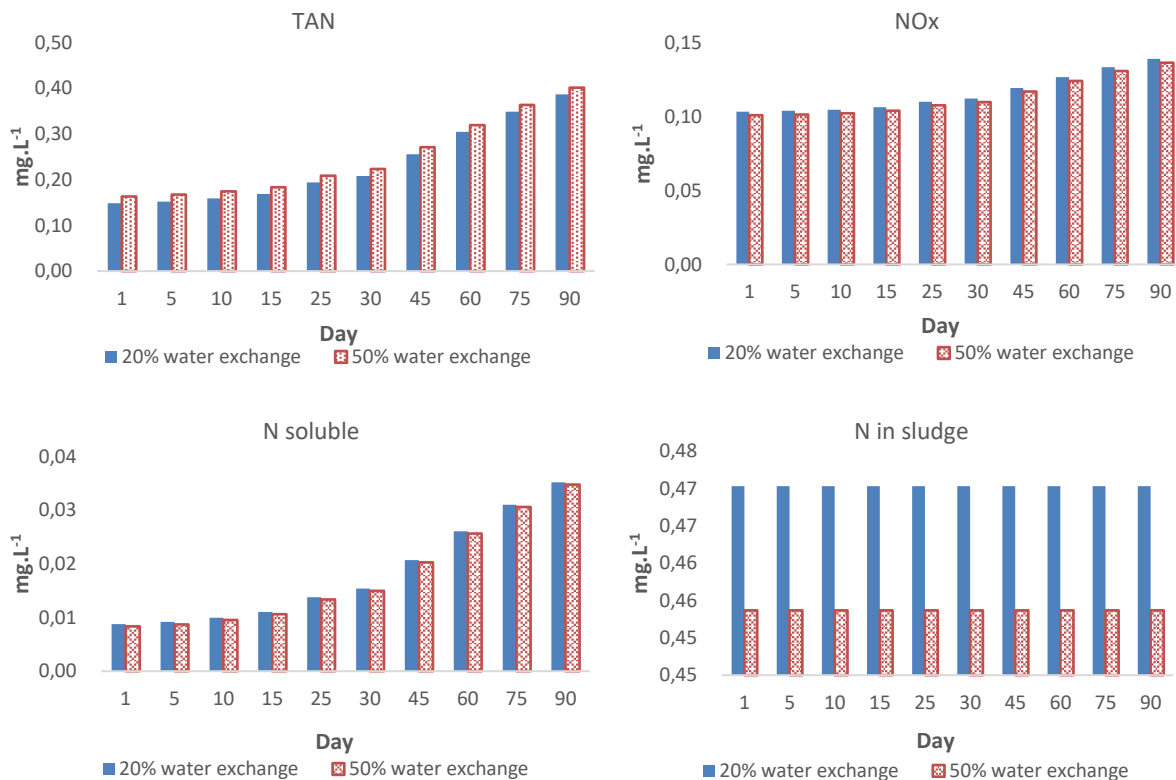 TAN
0,50
0,40
0,30
0,20
0,10
0,00
mg.L-1
1 5 10 15 25 30 45 60 75 90
Day
20% water exchange 50% water exchange
NOx
0,15
0,10
0,05
0,00
mg.L-1
1 5 10 15 25 30 45 60 75 90
Day
20% water exchange 50% water exchange
N soluble
0,04
0,03
0,02
0,01
0,00
mg.L-1
1 5 10 15 25 30 45 60 75 90
Day
20% water exchange 50% water exchange
N in sludge
0,48
0,47
0,47
0,46
0,46
0,45
0,45
mg.L-1
1 5 10 15 25 30 45 60 75 90
Day
20% water exchange 50% water exchange